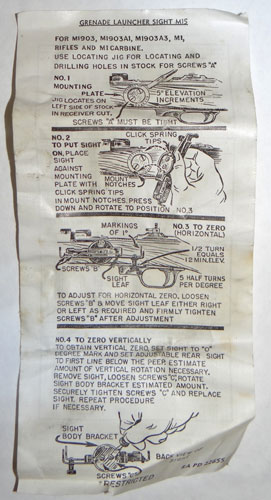 GRENADE LAUNCHER SIGHT M15
FOR M1903, M1903A1, M1903A3, M1,
RIFLES AND M1 CARBINE.
USE LOCATING JIG FOR LOCATING AND
DRILLING HOLES IN STOCK FOR SCREWS "A"
NO. 1
MOUNTING
PLATE
JIG LOCATES ON
LEFT SIDE OF STOCK
IN RECEIVER CUT.
5° ELEVATION
INCREMENTS
SCREWS "A" MUST BE TIGHT
NO. 2
TO PUT SIGHT
ON, PLACE
SIGHT
AGAINST
MOUNTING
PLATE WITH
CLICK SPRING TIPS
IN MOUNT NOTCHES, PRESS
DOWN AND ROTATE TO POSITION NO.3
CLICK SPRING
TIPS
MOUNT
NOTCHES
MARKINGS
OF 1°
NO.3 TO ZERO
(HORIZONTAL)
1/2 TURN
EQUALS
12 MIN. ELEV.
SCREWS "B"
SIGHT
LEAF
5 HALF TURNS
PER DEGREE
TO ADJUST FOR HORIZONTAL ZERO, LOOSEN
SCREWS "B" & MOVE SIGHT LEAF EITHER RIGHT
OR LEFT AS REQUIRED AND FIRMLY TIGHTEN
SCREWS "B" AFTER ADJUSTMENT
NO.4 TO ZERO VERTICALLY
TO OBTAIN VERTICAL ZERO, SET SIGHT TO "O"
DEGREE MARK AND SET ADJUSTABLE REAR SIGHT
TO FIRST LINE BELOW THE PEEP. ESTIMATE
AMOUNT OF VERTICAL ROTATION NECESSARY.
REMOVE SIGHT, LOOSEN SCREWS "C", ROTATE
SIGHT BODY BRACKET ESTIMATED AMOUNT.
SECURELY TIGHTEN SCREWS "C" AND REPLACE
SIGHT. REPEAT PROCEDURE
IF NECESSARY.
SIGHT
BODY BRACKET
SCREWS
RESTRICTED